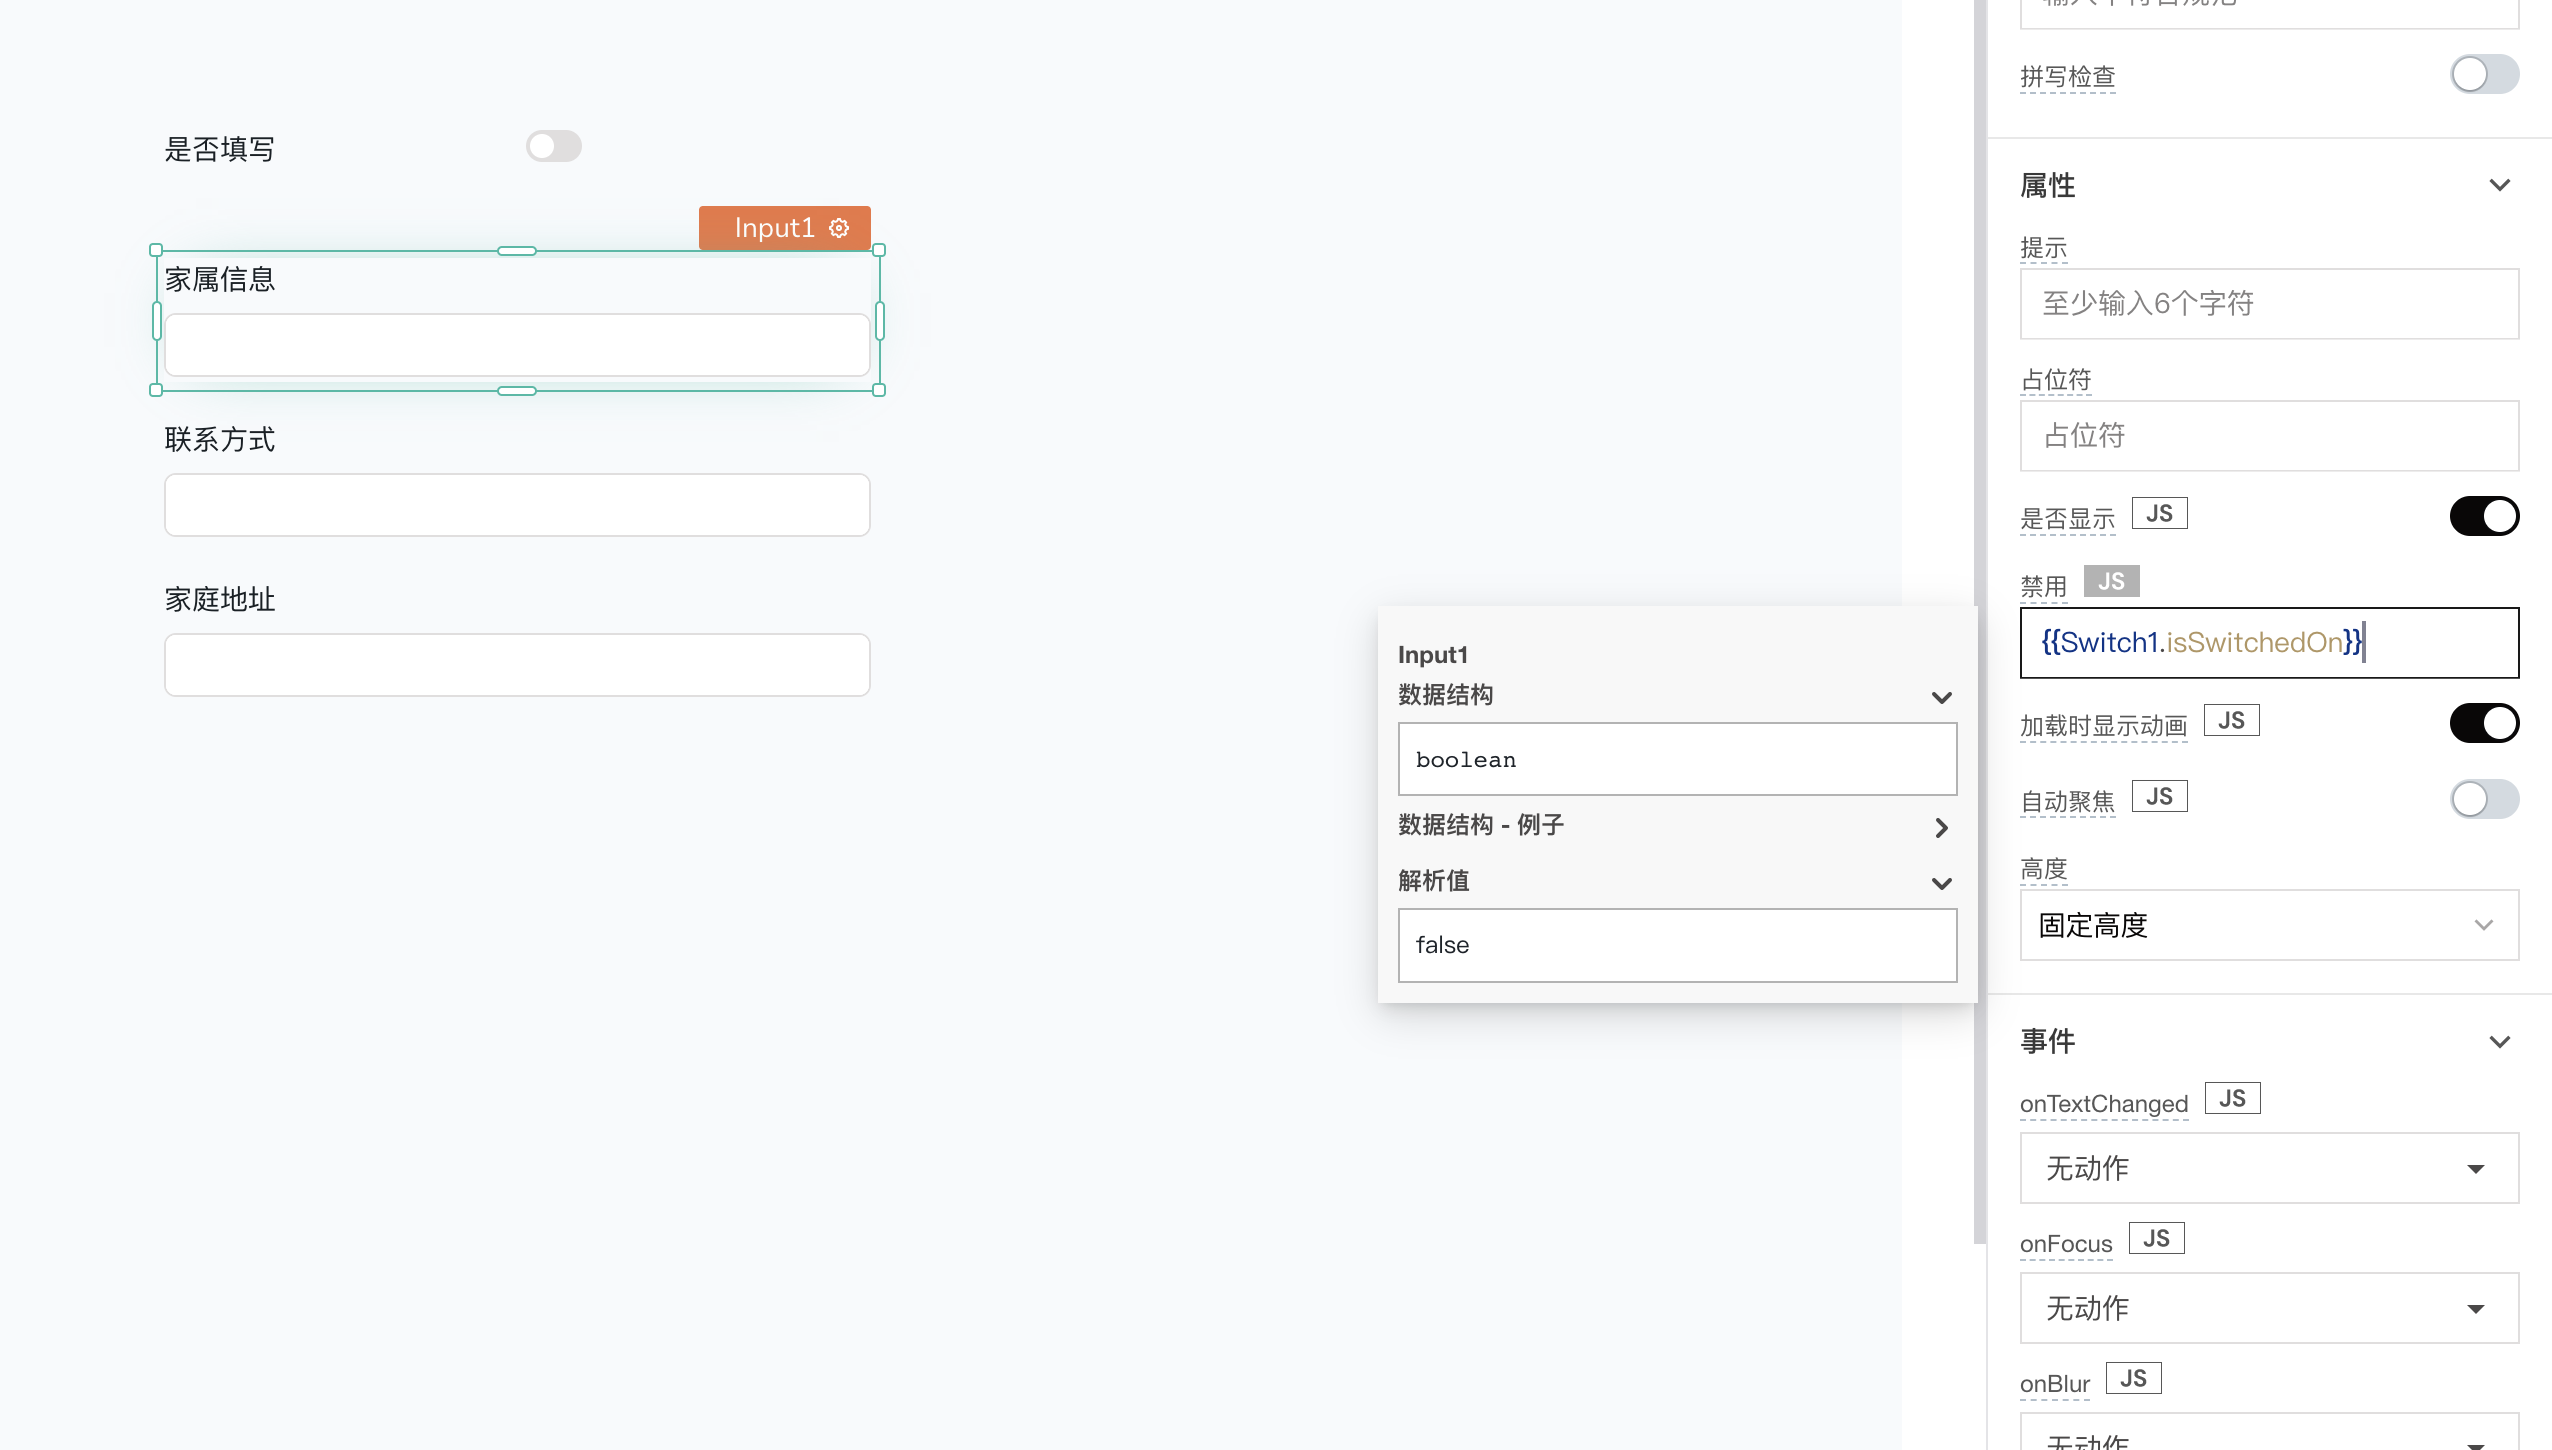 是否填写
Input1
家属信息
联系方式
家庭地址
Input1
数据结构
boolean
数据结构 - 例子
解析值
false
拼写检查
属性
提示
至少输入6个字符
占位符
占位符
是否显示 JS
禁用 JS
{{Switch1.isSwitchedOn}}
加载时显示动画 JS
自动聚焦 JS
高度
固定高度
事件
onTextChanged JS
无动作
onFocus JS
无动作
onBlur JS
无动作